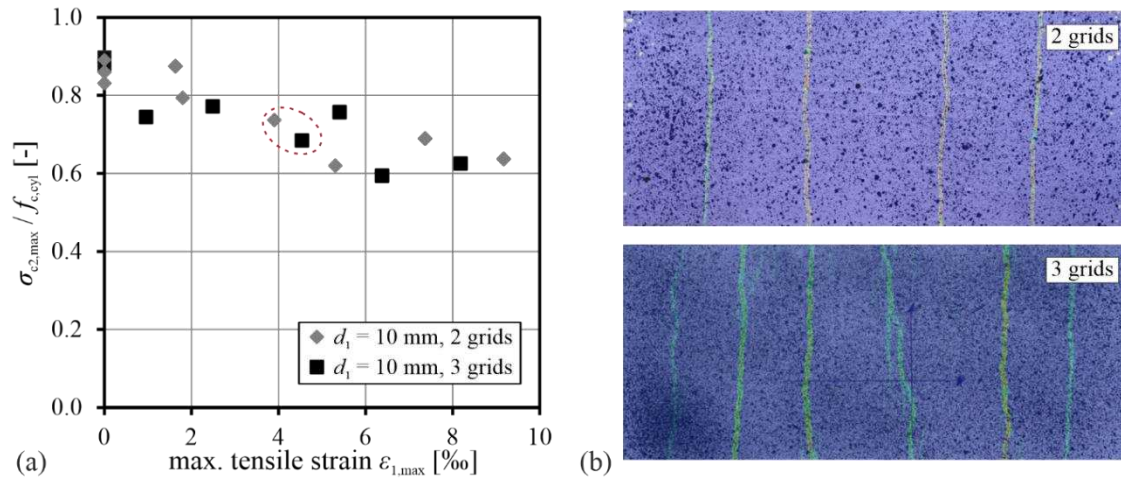 1.0
0.8
0.6
0.4
0.2
0.0
σc2,max / fc,cyl [-]
d1 = 10 mm, 2 grids
d1 = 10 mm, 3 grids
0 2 4 6 8 10
(a) max. tensile strain ε1,max [‰]
(b)
2 grids
3 grids